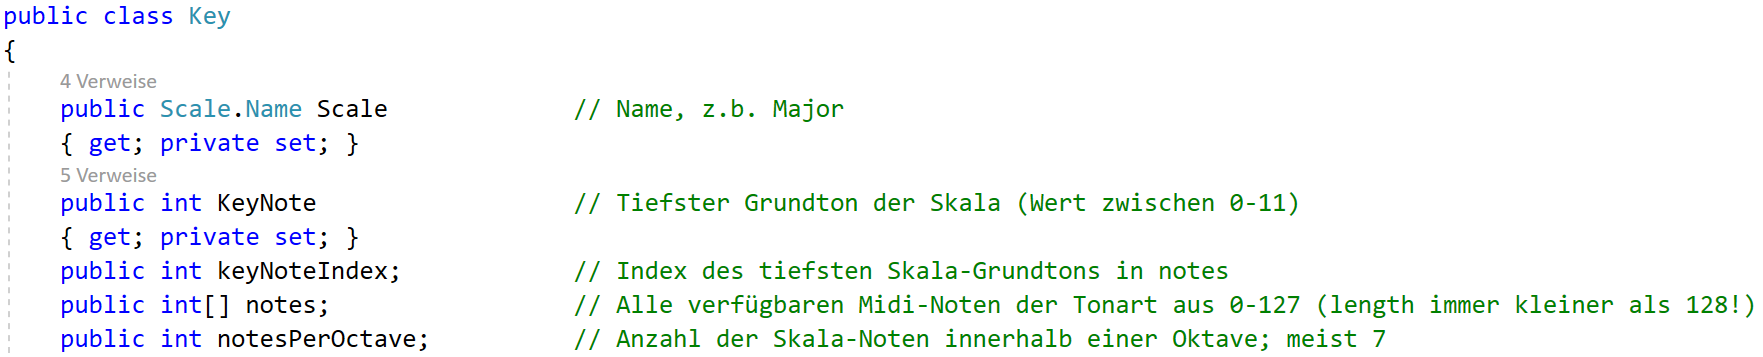 public class Key
{
4 Verweise
public Scale.Name Scale // Name, z.b. Major
{ get; private set; }
5 Verweise
public int KeyNote // Tiefster Grundton der Skala (Wert zwischen 0-11)
{ get; private set; }
public int keyNoteIndex; // Index des tiefsten Skala-Grundtons in notes
public int[] notes; // Alle verfügbaren Midi-Noten der Tonart aus 0-127 (length immer kleiner als 128!)
public int notesPerOctave; // Anzahl der Skala-Noten innerhalb einer Oktave; meist 7